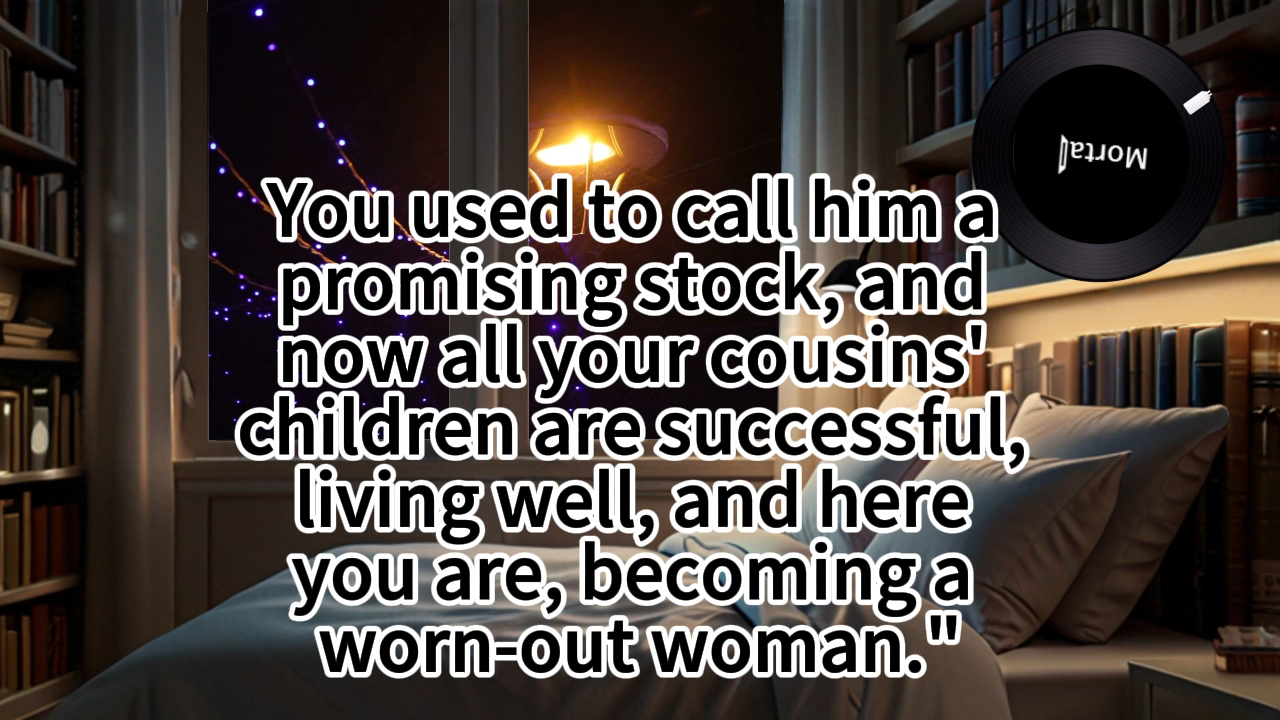 Mortal
You used to call him a
promising stock, and
now all your cousins'
children are successful,
living well, and here
you are, becoming a
worn-out woman."